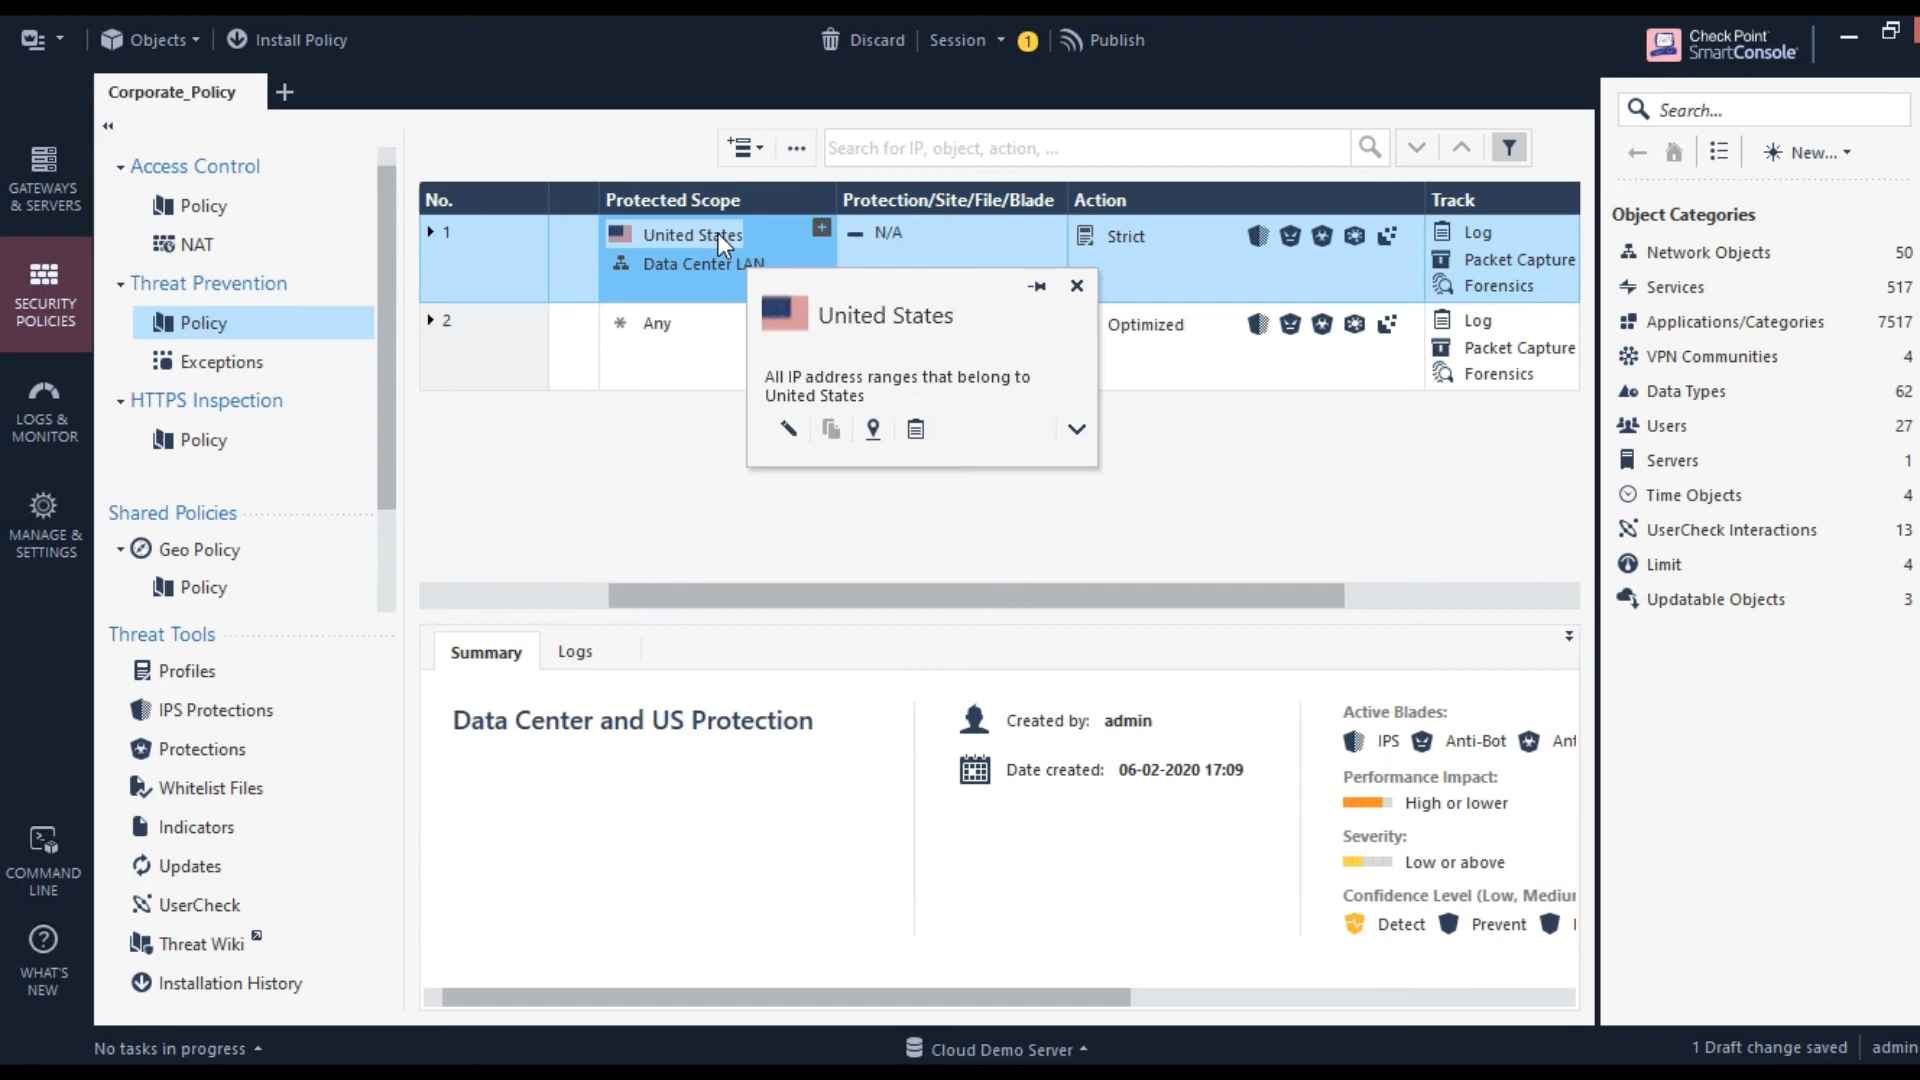 Objects
Install Policy
Discard
Session
1
Publish
Check Point
SmartConsole
Corporate_Policy
GATEWAYS
& SERVERS
SECURITY
POLICIES
LOGS &
MONITOR
MANAGE &
SETTINGS
COMMAND
LINE
WHAT'S
NEW
Access Control
Policy
NAT
Threat Prevention
Policy
Exceptions
HTTPS Inspection
Policy
Shared Policies
Geo Policy
Policy
Threat Tools
Profiles
IPS Protections
Protections
Whitelist Files
Indicators
Updates
UserCheck
Threat Wiki
Installation History
Search for IP, object, action, ...
No. Protected Scope Protection/Site/File/Blade Action Track
1 United States N/A Strict Log
Data Center LAN Packet Capture
Forensics
2 Any Optimized Log
Packet Capture
Forensics
United States
All IP address ranges that belong to
United States
Summary Logs
Data Center and US Protection
Created by: admin
Date created: 06-02-2020 17:09
Active Blades:
IPS Anti-Bot Ant
Performance Impact:
High or lower
Severity:
Low or above
Confidence Level (Low, Mediu
Detect Prevent
Search...
New...
Object Categories
Network Objects 50
Services 517
Applications/Categories 7517
VPN Communities 4
Data Types 62
Users 27
Servers 1
Time Objects 4
UserCheck Interactions 13
Limit 4
Updatable Objects 3
No tasks in progress
Cloud Demo Server
1 Draft change saved
admin